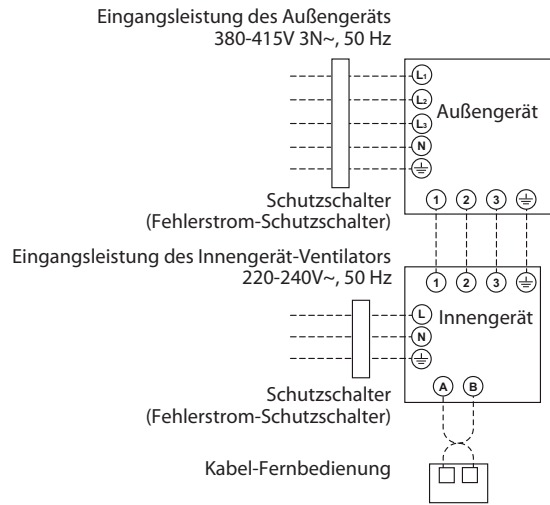 Eingangsleistung des Außengeräts
380-415V 3N~, 50 Hz
L1
L2
L3
N
Außengerät
Schutzschalter
(Fehlerstrom-Schutzschalter)
1 2 3
Eingangsleistung des Innengerät-Ventilators
220-240V~, 50 Hz
1 2 3
L
N
Innengerät
A B
Schutzschalter
(Fehlerstrom-Schutzschalter)
Kabel-Fernbedienung